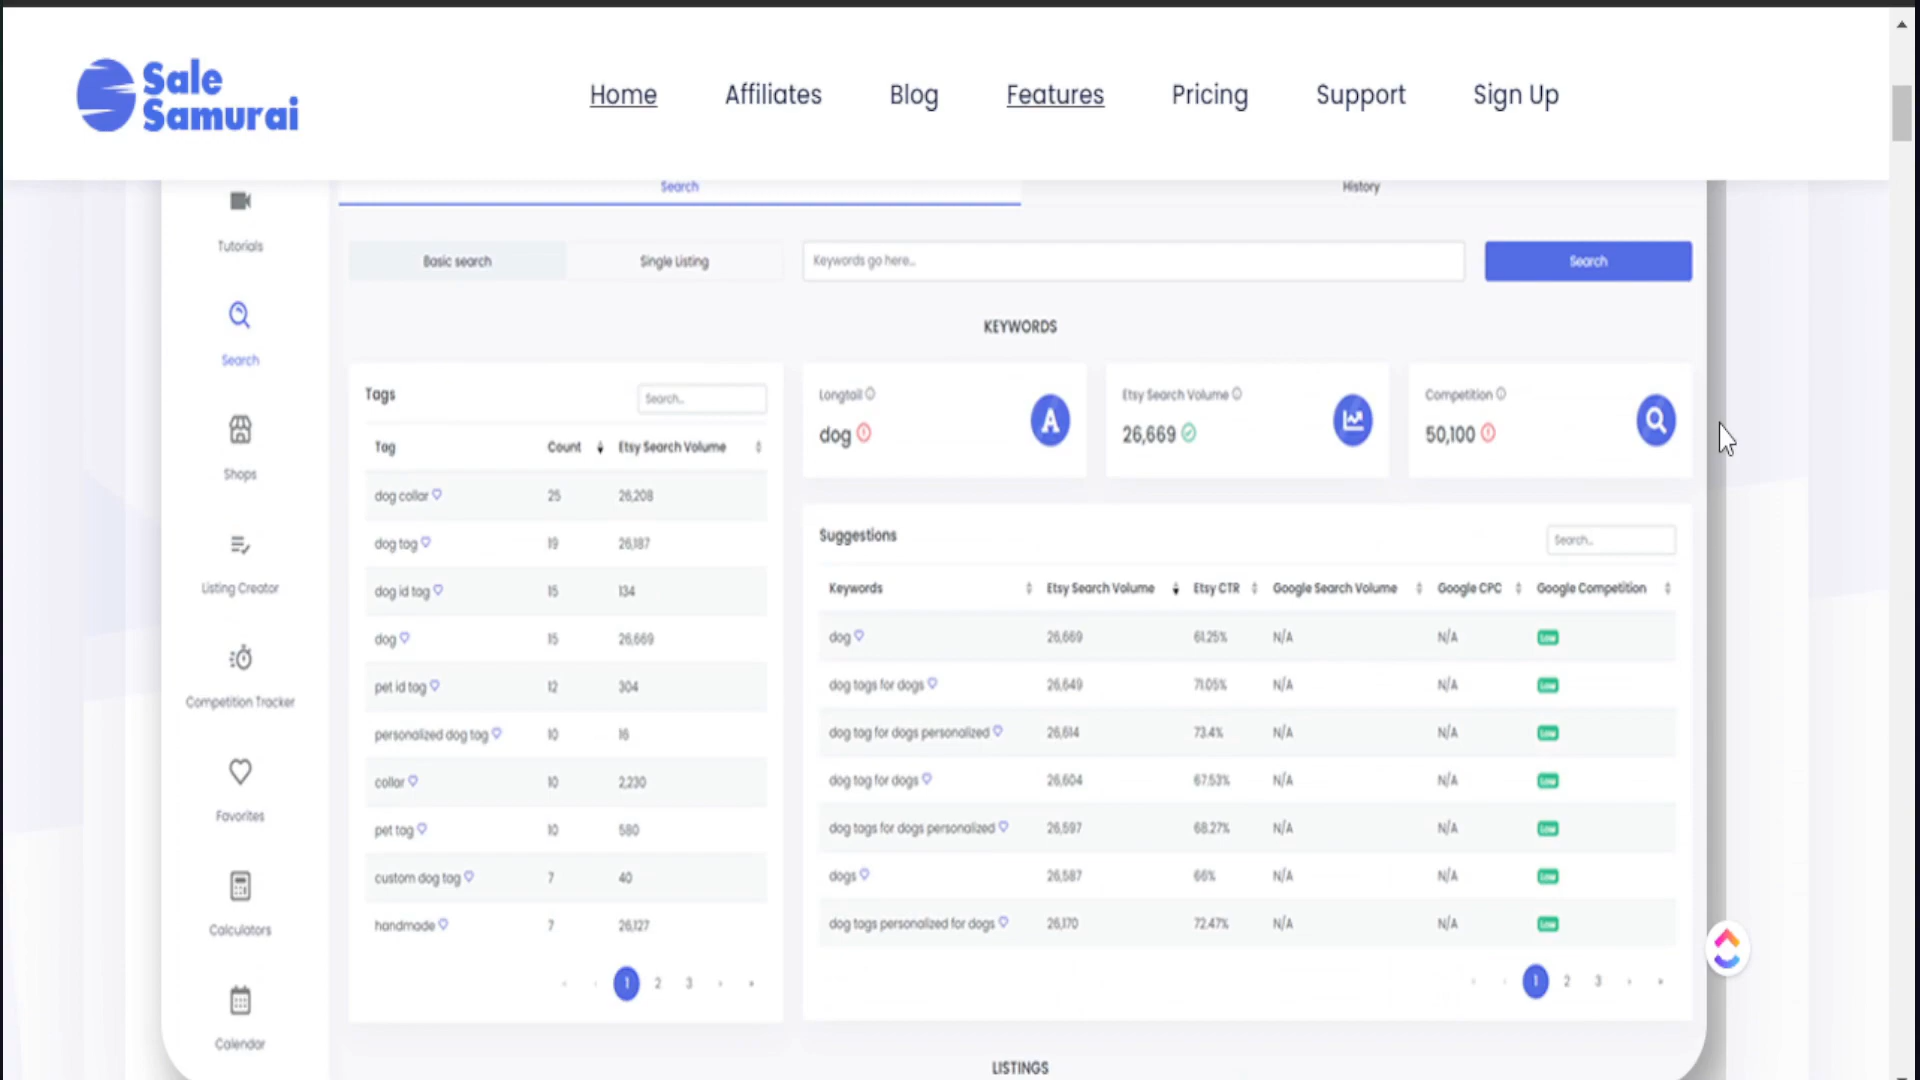 Sale
Samurai
Home Affiliates Blog Features Pricing Support Sign Up
Search History
Tutorials
Basic search Single Listing Keywords go here... Search
KEYWORDS
Search
Shops
Listing Creator
Competition Tracker
Favorites
Calculators
Calendar
Tags Search...
Tag Count Etsy Search Volume
dog collar 25 26,208
dog tag 19 26,187
dog id tag 15 134
dog 15 26,669
pet id tag 12 304
personalized dog tag 10 16
collar 10 2,230
pet tag 10 580
custom dog tag 7 40
handmade 7 26,127
1 2 3
Longtail
dog
A
Etsy Search Volume
26,669
Competition
50,100
Suggestions Search...
Keywords Etsy Search Volume Etsy CTR Google Search Volume Google CPC Google Competition
dog 26,669 61.25% N/A N/A Low
dog tags for dogs 26,649 71.05% N/A N/A Low
dog tag for dogs personalized 26,614 73.4% N/A N/A Low
dog tag for dogs 26,604 67.53% N/A N/A Low
dog tags for dogs personalized 26,597 68.27% N/A N/A Low
dogs 26,587 66% N/A N/A Low
dog tags personalized for dogs 26,170 72.47% N/A N/A Low
1 2 3
LISTINGS